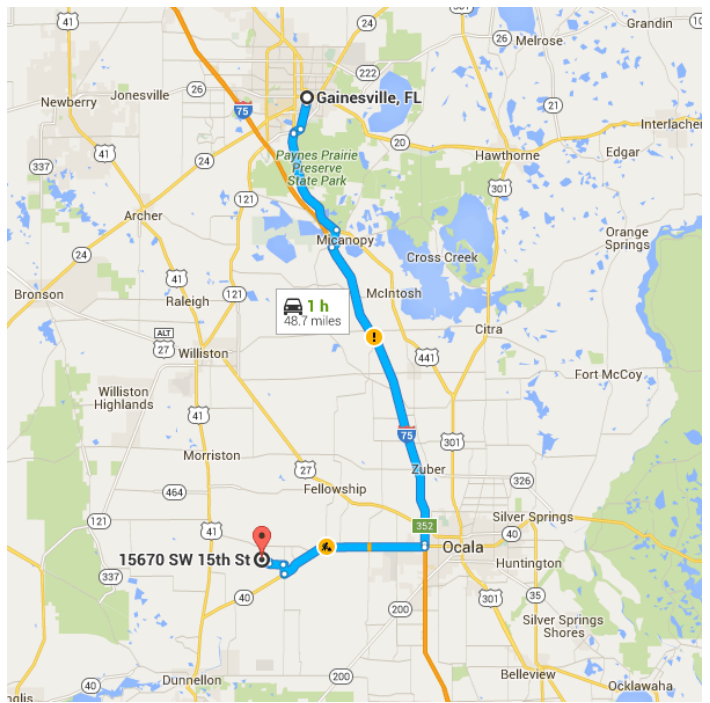 41
301
Grandin
26
Melrose
222
Jonesville
26
Gainesville, FL
Newberry
75
21
Interlacher
41
20
337
24
Paynes Prairie
Preserve
State Park
Hawthorne
Edgar
301
121
Archer
Micanopy
Orange
Springs
24
Cross Creek
41
Bronson
121
Raleigh
1 h
48.7 miles
McIntosh
Citra
ALT
27
Williston
441
Fort McCoy
Williston
Highlands
41
75
301
Morriston
27
Zuber
326
464
Fellowship
121
41
352
Silver Springs
40
Ocala
15670 SW 15th St
Huntington
337
40
200
301
35
Silver Springs
Shores
Dunnellon
200
Belleview
40
Ocklawaha
nglis
41